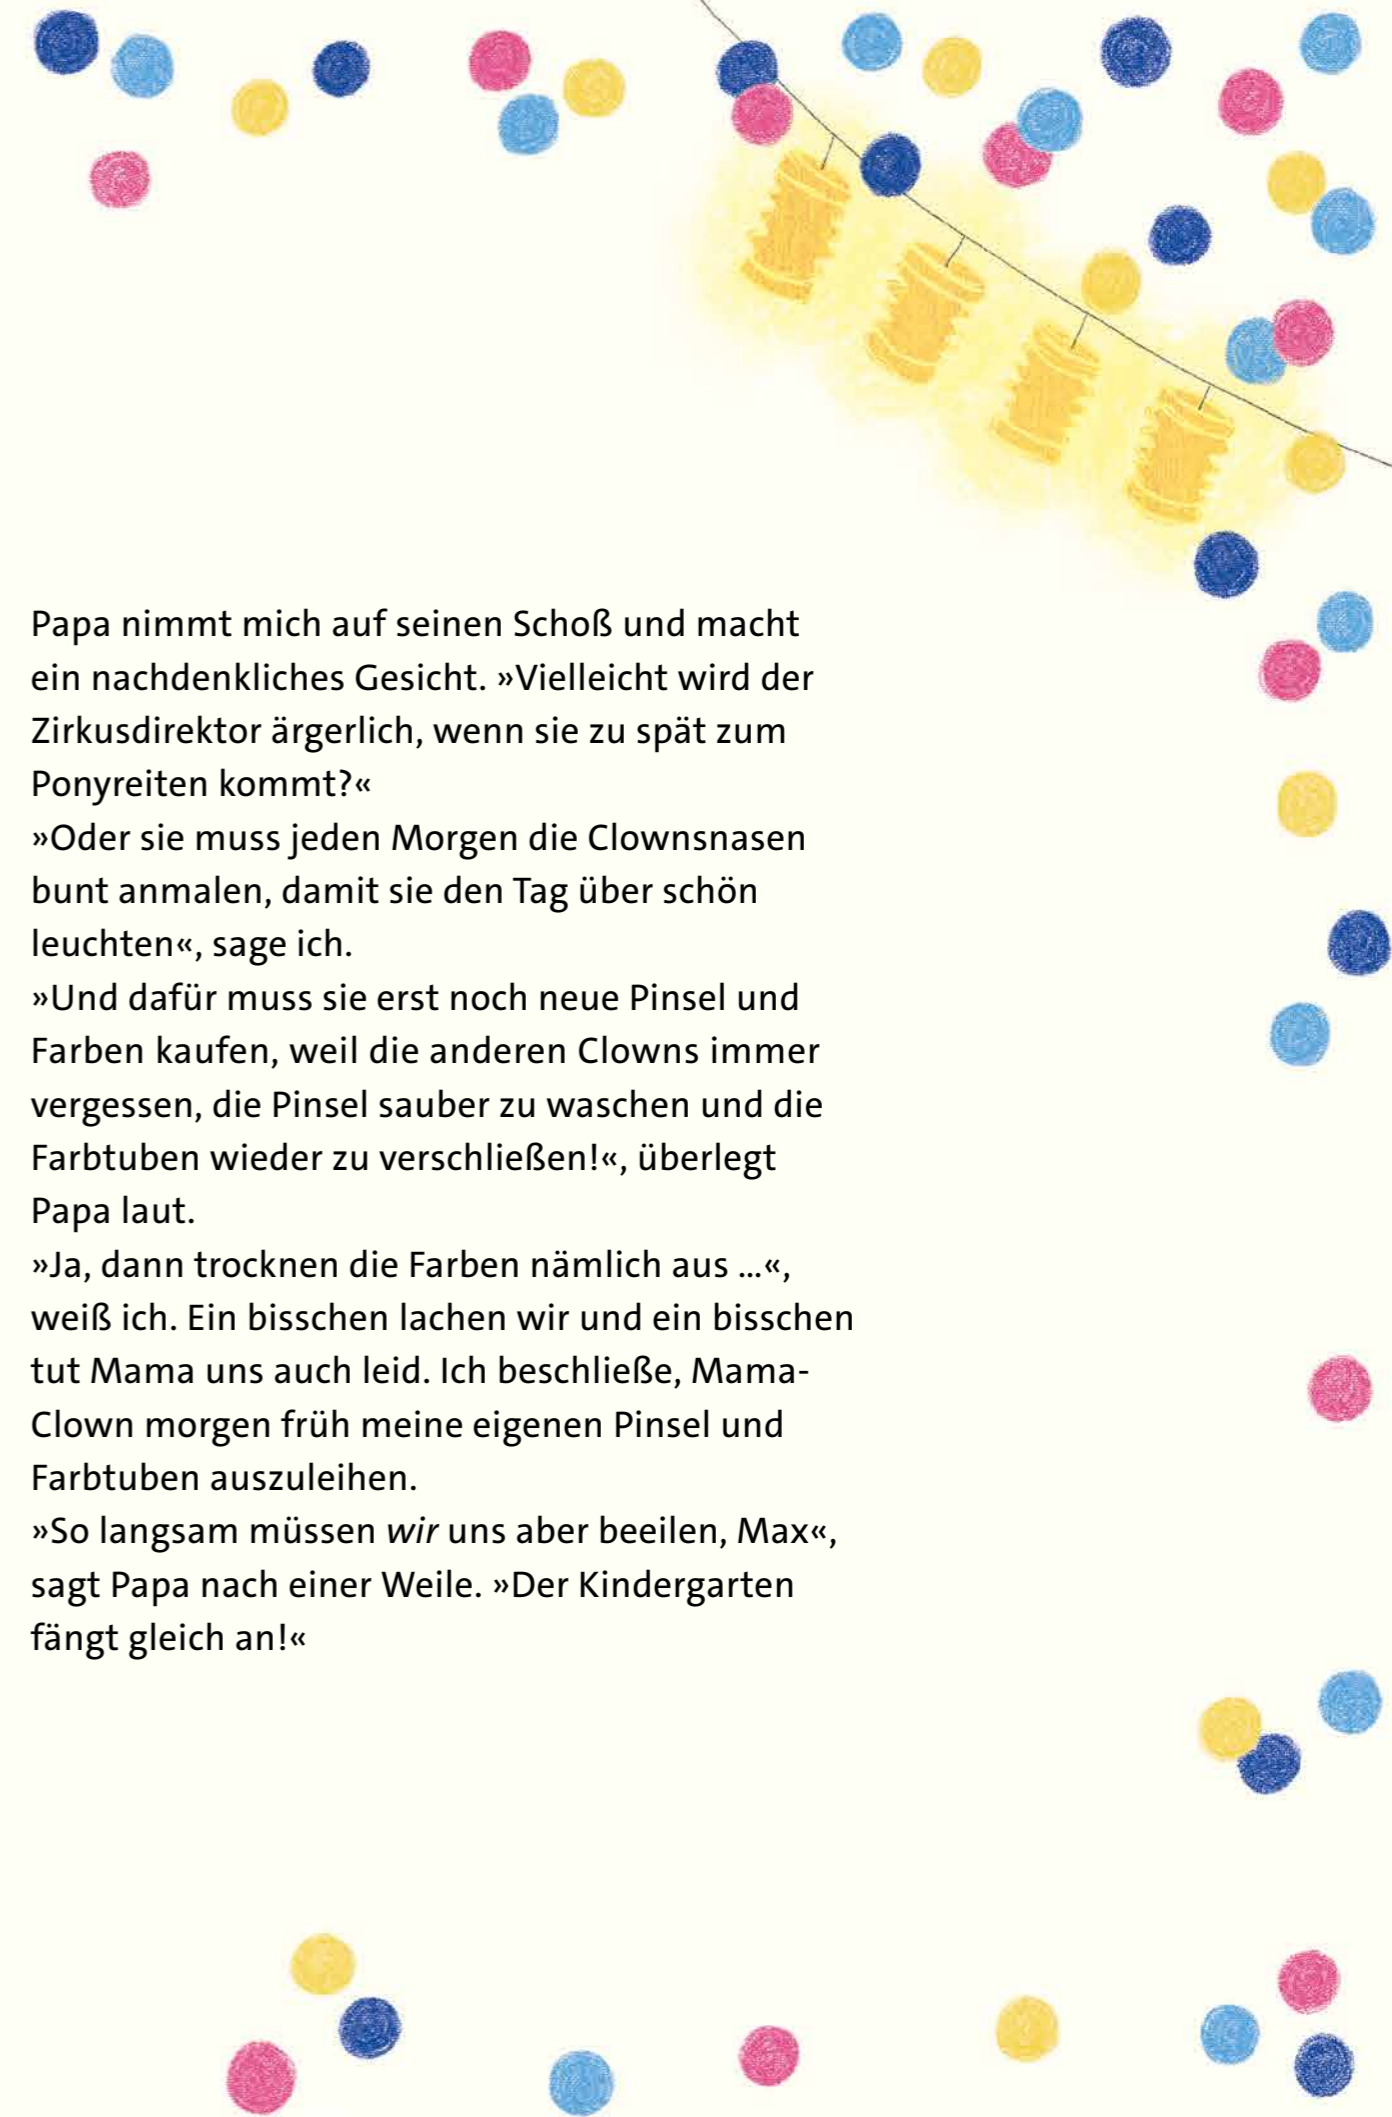 Papa nimmt mich auf seinen Schoß und macht
ein nachdenkliches Gesicht. »Vielleicht wird der
Zirkusdirektor ärgerlich, wenn sie zu spät zum
Ponyreiten kommt?«
»Oder sie muss jeden Morgen die Clownsnasen
bunt anmalen, damit sie den Tag über schön
leuchten«, sage ich.
»Und dafür muss sie erst noch neue Pinsel und
Farben kaufen, weil die anderen Clowns immer
vergessen, die Pinsel sauber zu waschen und die
Farbtuben wieder zu verschließen!«, überlegt
Papa laut.
»Ja, dann trocknen die Farben nämlich aus ...«,
weiß ich. Ein bisschen lachen wir und ein bisschen
tut Mama uns auch leid. Ich beschließe, Mama-
Clown morgen früh meine eigenen Pinsel und
Farbtuben auszuleihen.
»So langsam müssen wir uns aber beeilen, Max«,
sagt Papa nach einer Weile. »Der Kindergarten
fängt gleich an!«